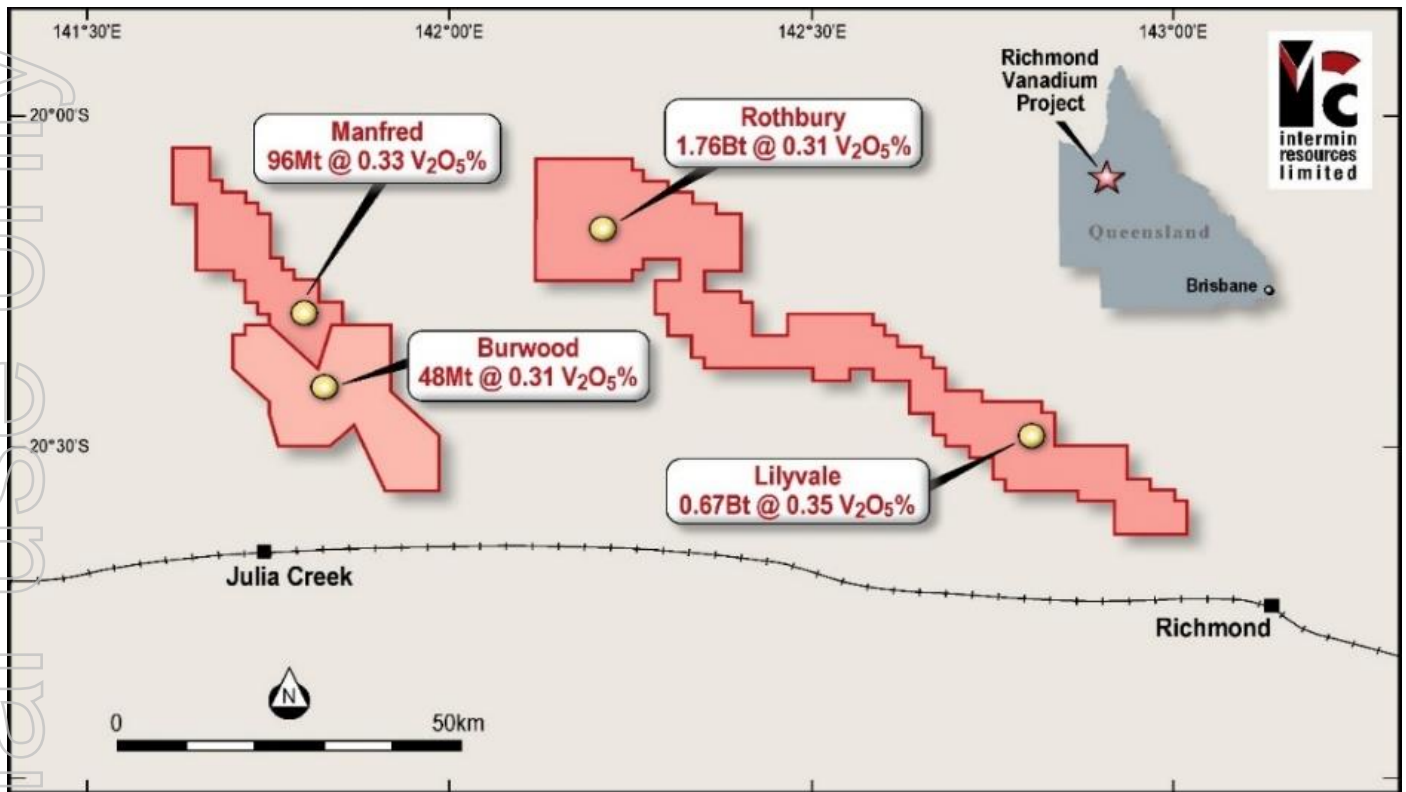 141°30'E
142°00'E
142°30'E
143°00'E
Richmond
Vanadium
Project
intermin
resources
limited
20°00'S
Manfred
96Mt @ 0.33 V₂O₅%
Rothbury
1.76Bt @ 0.31 V₂O₅%
Queensland
Brisbane
Burwood
48Mt @ 0.31 V₂O₅%
20°30'S
Lilyvale
0.67Bt @ 0.35 V₂O₅%
Julia Creek
Richmond
N
0
50km